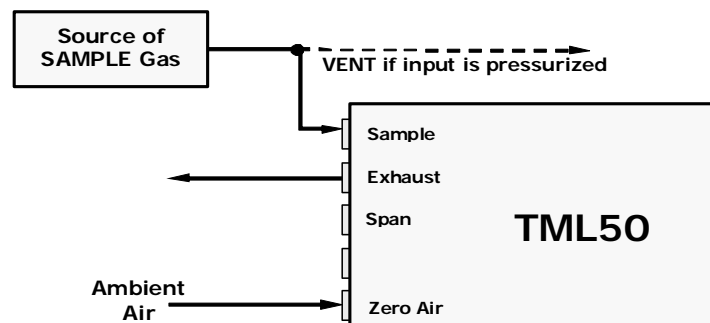 Source of
SAMPLE Gas
VENT if input is pressurized
Sample
Exhaust
Span
TML50
Ambient
Air
Zero Air